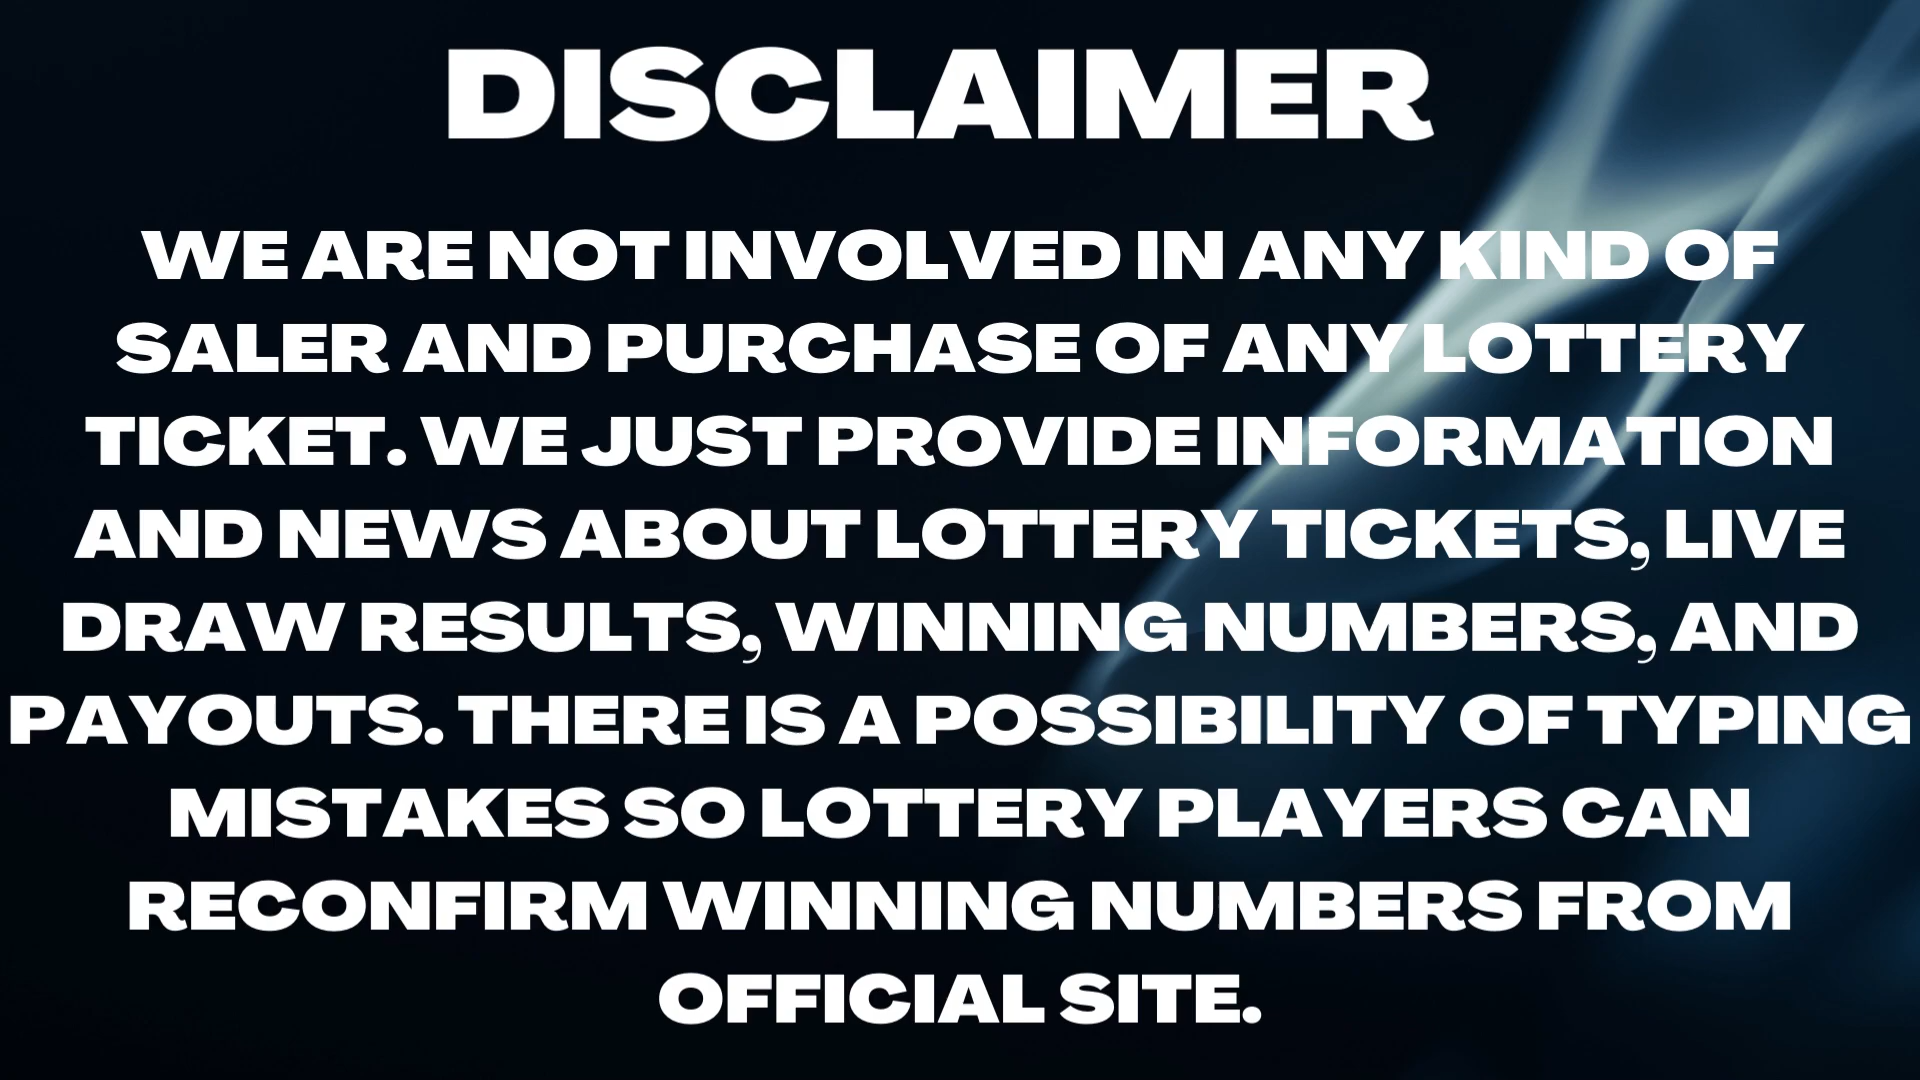 DISCLAIMER
WE ARE NOT INVOLVED IN ANY KIND OF
SALER AND PURCHASE OF ANY LOTTERY
TICKET. WE JUST PROVIDE INFORMATION
AND NEWS ABOUT LOTTERY TICKETS, LIVE
DRAW RESULTS, WINNING NUMBERS, AND
PAYOUTS. THERE IS A POSSIBILITY OF TYPING
MISTAKES SO LOTTERY PLAYERS CAN
RECONFIRM WINNING NUMBERS FROM
OFFICIAL SITE.